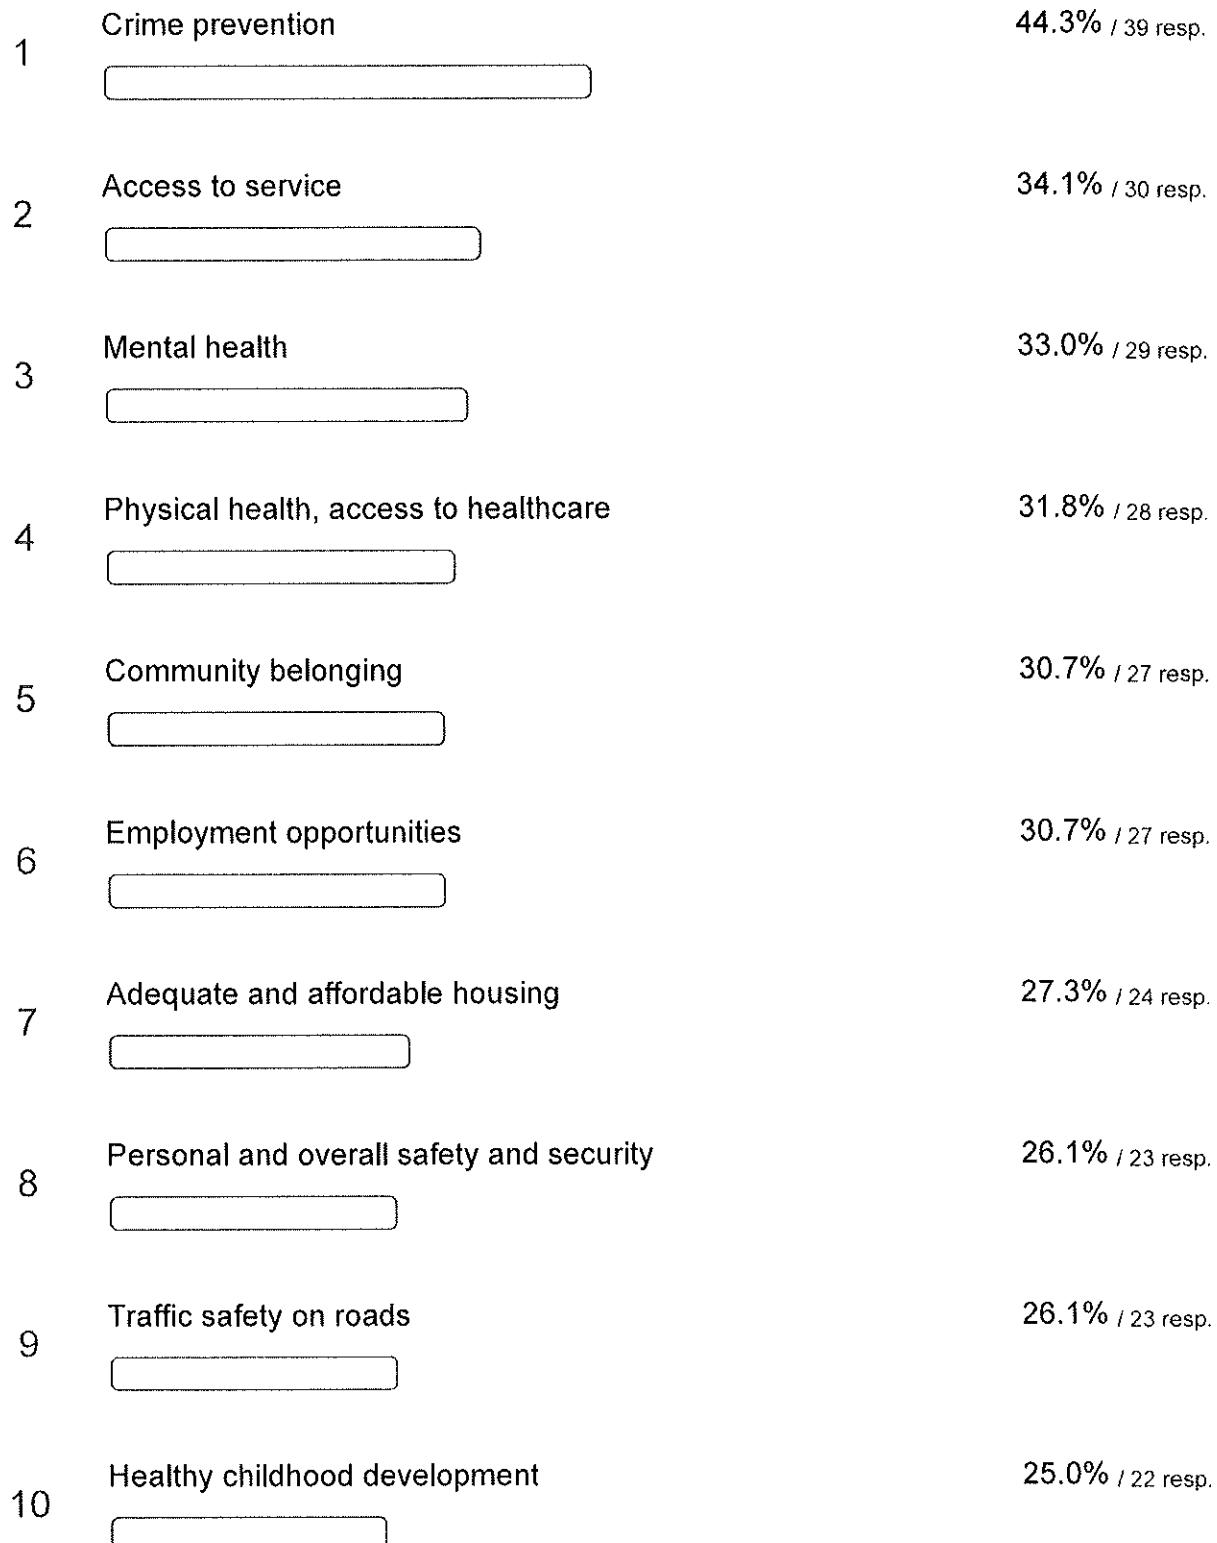 Crime prevention 44.3% / 39 resp.
1
Access to service 34.1% / 30 resp.
2
Mental health 33.0% / 29 resp.
3
Physical health, access to healthcare 31.8% / 28 resp.
4
Community belonging 30.7% / 27 resp.
5
Employment opportunities 30.7% / 27 resp.
6
Adequate and affordable housing 27.3% / 24 resp.
7
Personal and overall safety and security 26.1% / 23 resp.
8
Traffic safety on roads 26.1% / 23 resp.
9
Healthy childhood development 25.0% / 22 resp.
10